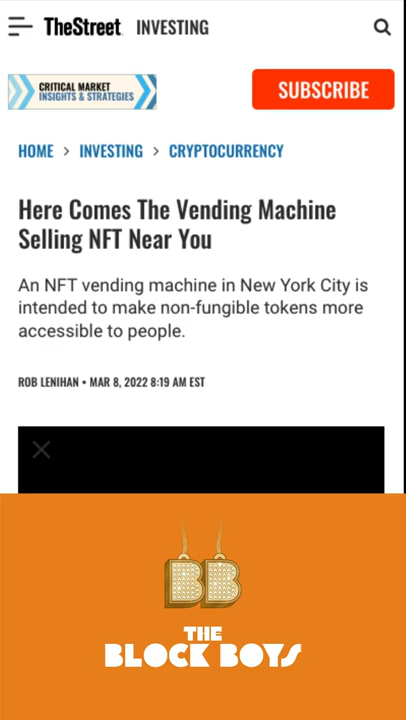 TheStreet INVESTING
CRITICAL MARKET
INSIGHTS & STRATEGIES
SUBSCRIBE
HOME > INVESTING > CRYPTOCURRENCY
Here Comes The Vending Machine
Selling NFT Near You
An NFT vending machine in New York City is
intended to make non-fungible tokens more
accessible to people.
ROB LENIHAN • MAR 8, 2022 8:19 AM EST
BB
THE
BLOCK BOYS